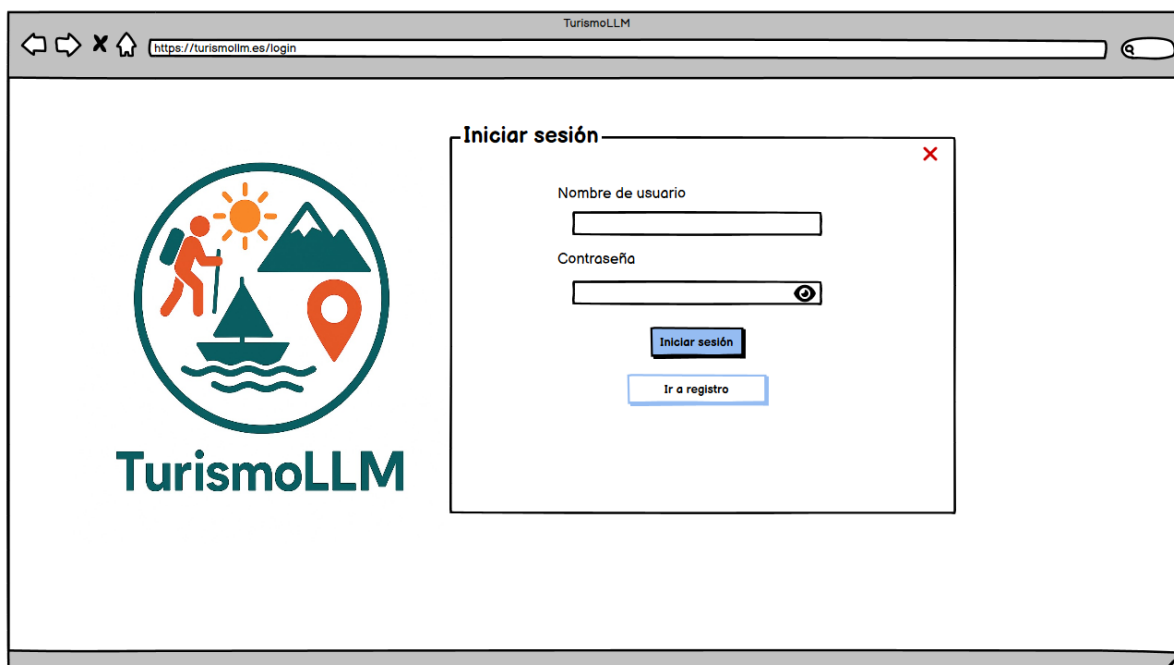 TurismoLLM
https://turismollm.es/login
Iniciar sesión
Nombre de usuario
Contraseña
Iniciar sesión
Ir a registro
TurismoLLM